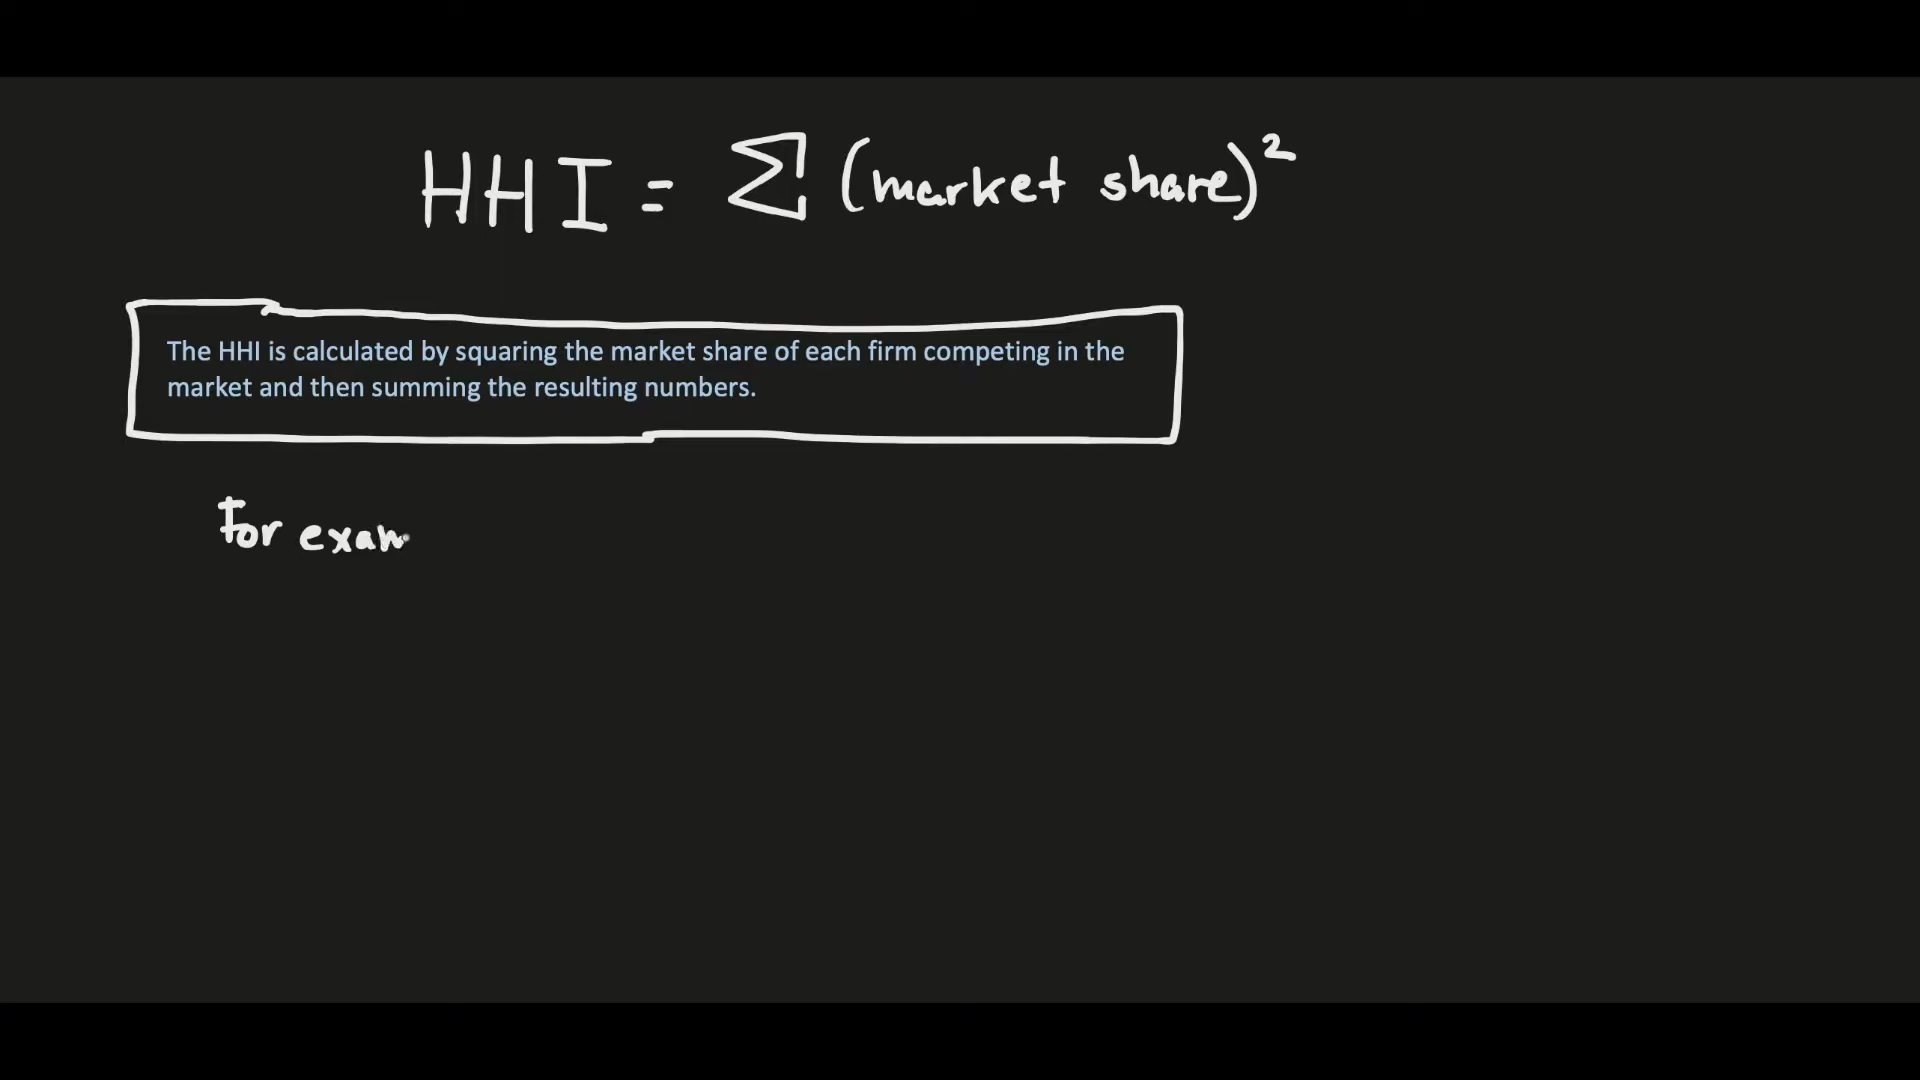 HHI = Σ (market share)²
The HHI is calculated by squaring the market share of each firm competing in the
market and then summing the resulting numbers.
For exam